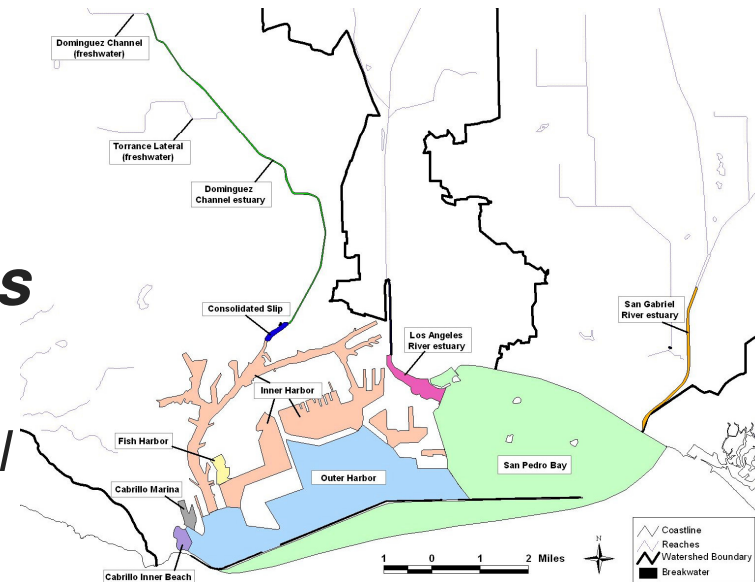 Dominguez Channel
(freshwater)
Torrance Lateral
(freshwater)
Dominguez
Channel estuary
s
Consolidated Slip
San Gabriel
River estuary
Los Angeles
River estuary
Inner Harbor
Fish Harbor
l
San Pedro Bay
Outer Harbor
Cabrillo Marina
Cabrillo Inner Beach
1 0 1 2 Miles
N
Coastline
Reaches
Watershed Boundary
Breakwater